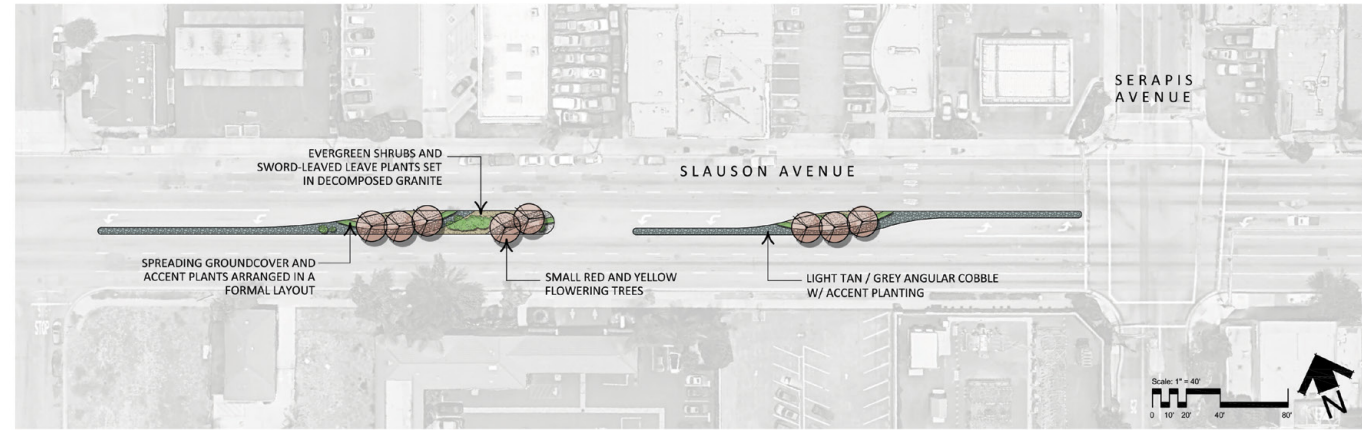 SERAPIS
AVENUE
EVERGREEN SHRUBS AND
SWORD-LEAVED LEAVE PLANTS SET
IN DECOMPOSED GRANITE
SLAUSON AVENUE
SPREADING GROUNDCOVER AND
ACCENT PLANTS ARRANGED IN A
FORMAL LAYOUT
SMALL RED AND YELLOW
FLOWERING TREES
LIGHT TAN / GREY ANGULAR COBBLE
W/ ACCENT PLANTING
STOP
Scale: 1" = 40'
0 10' 20' 40' 80'
N